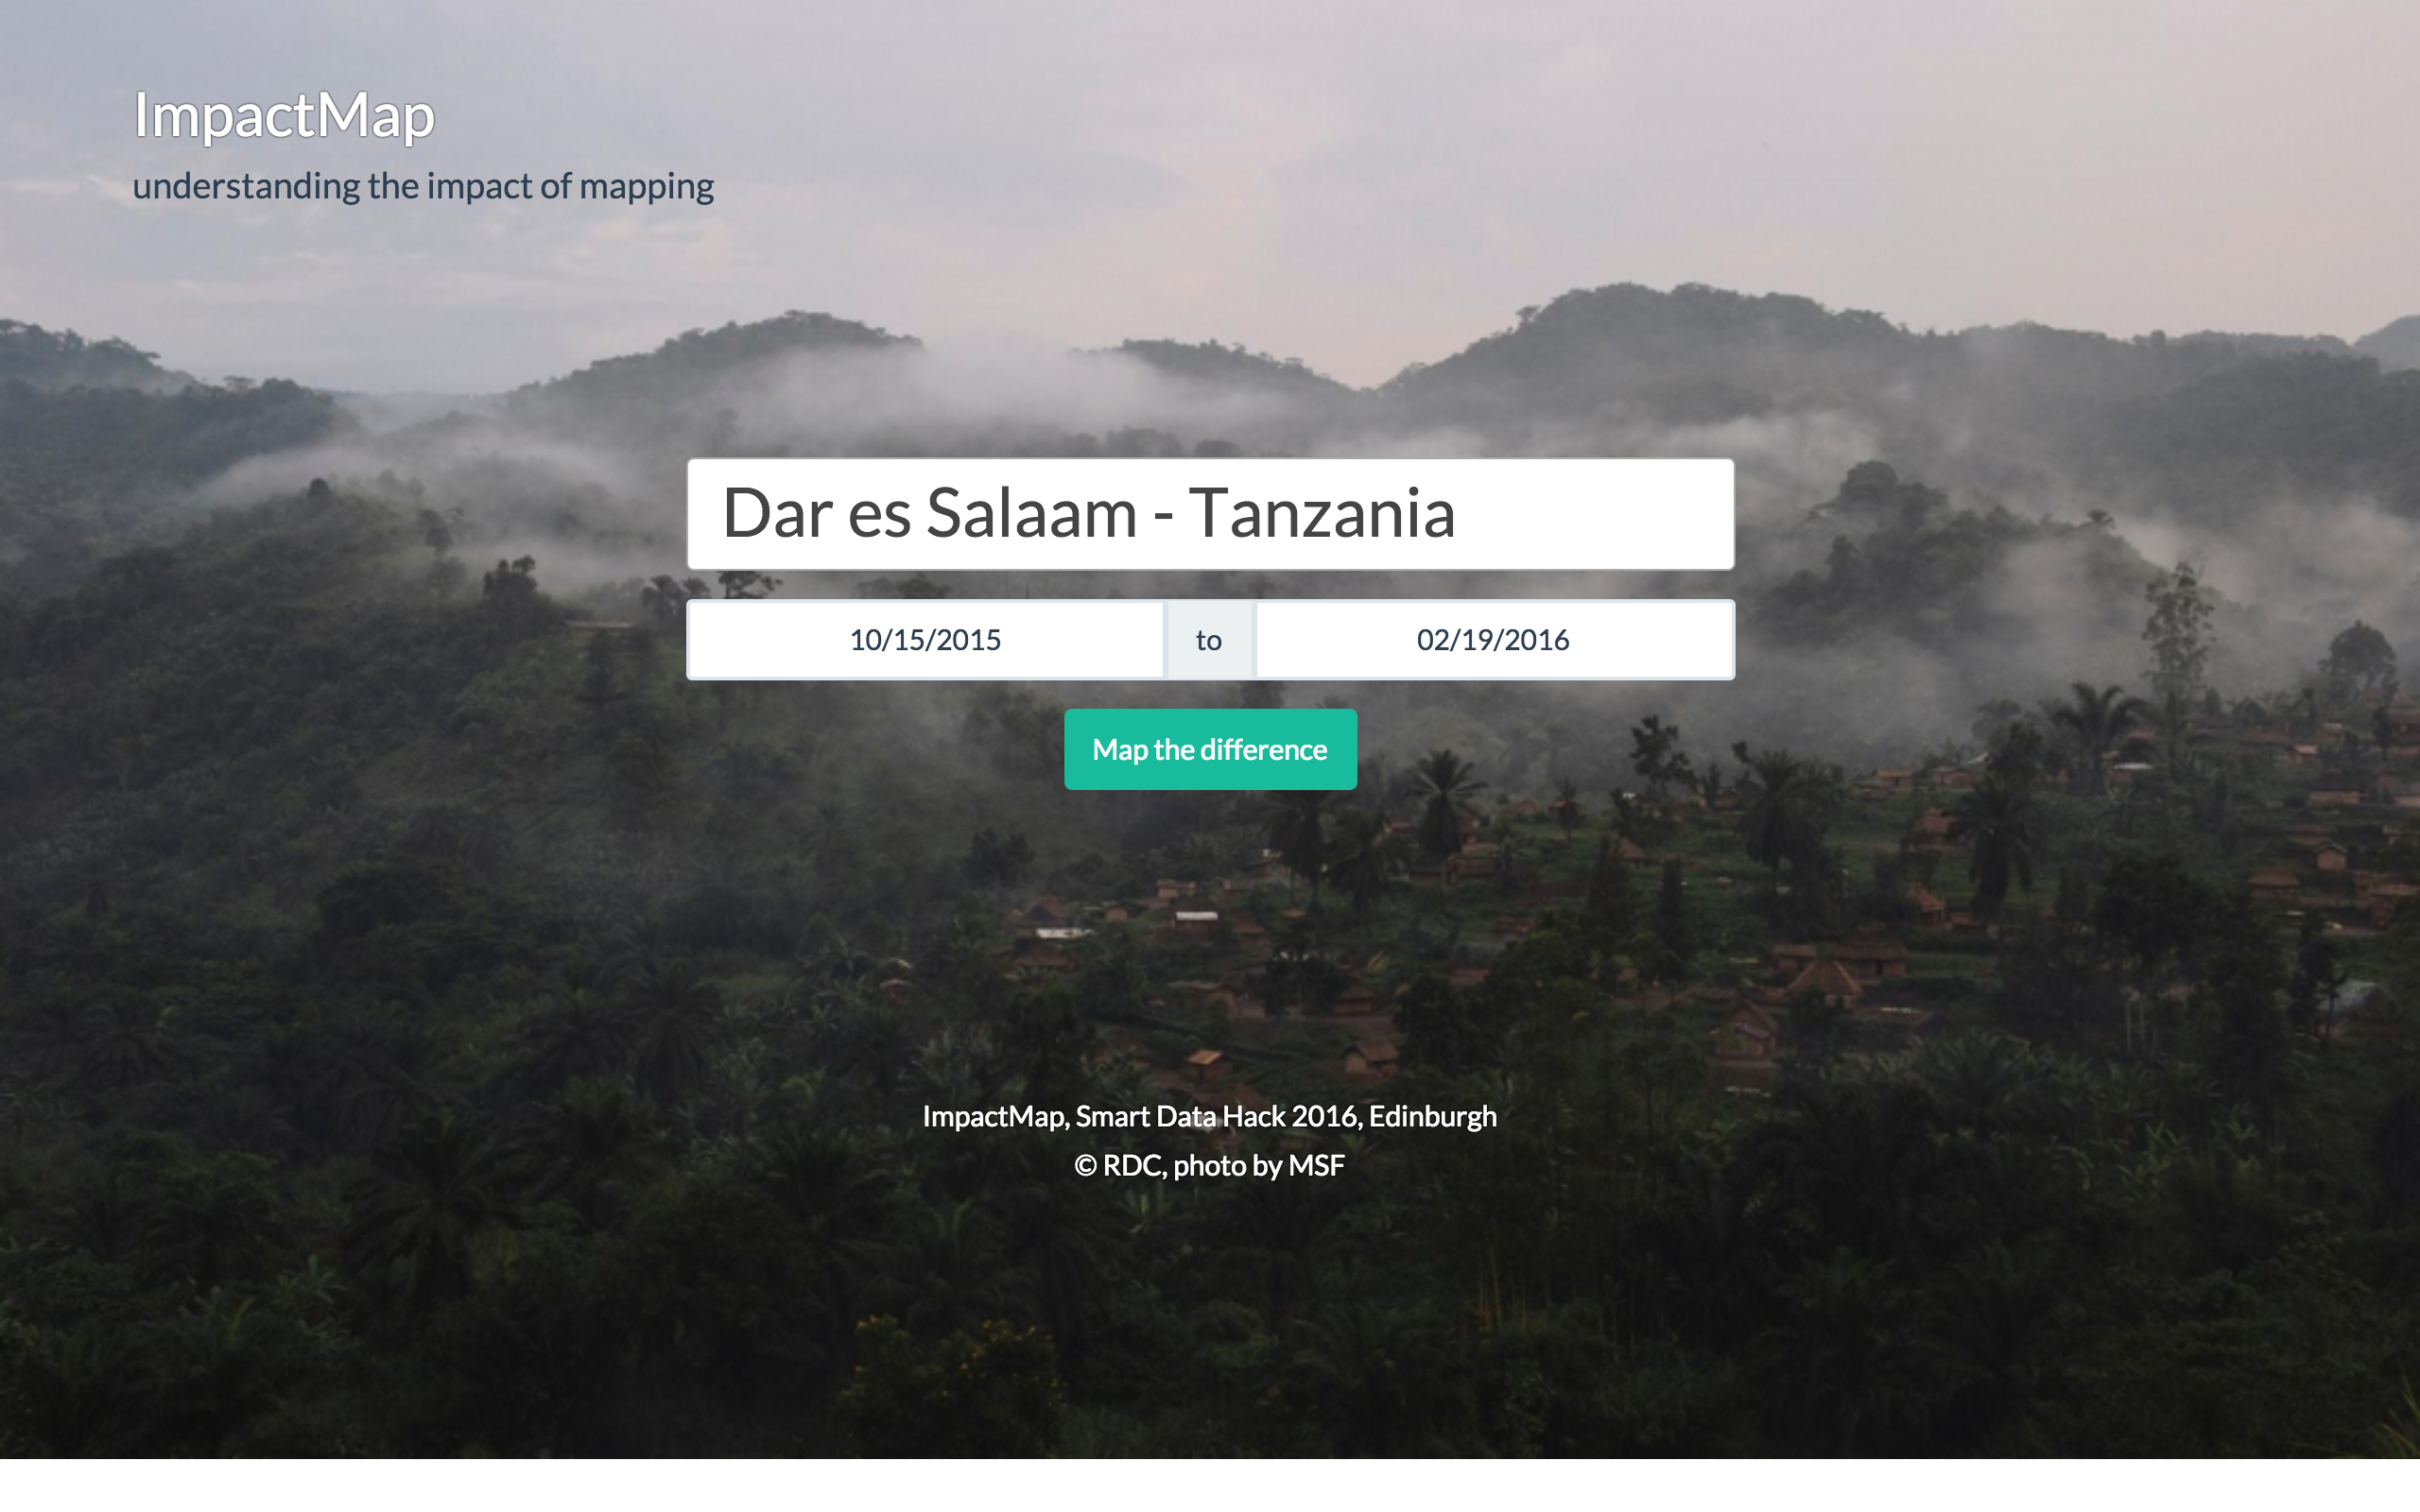 ImpactMap
understanding the impact of mapping
Dar es Salaam - Tanzania
10/15/2015 to 02/19/2016
Map the difference
ImpactMap, Smart Data Hack 2016, Edinburgh
© RDC, photo by MSF